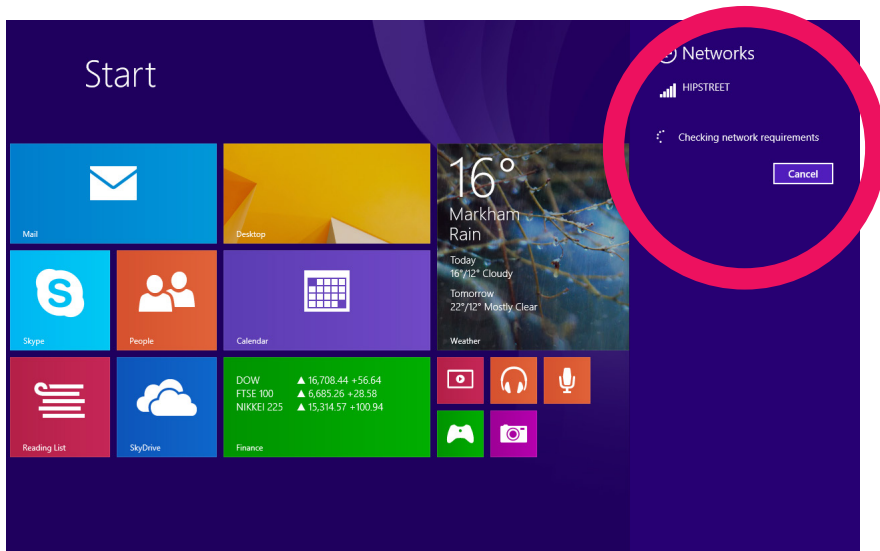 Start
Networks
HIPSTREET
Checking network requirements
Cancel
Mail
Desktop
16°
Markham
Rain
Today
16°/12° Cloudy
Tomorrow
22°/12° Mostly Clear
Weather
Skype
People
Calendar
Reading List
SkyDrive
DOW ▲ 16,708.44 +56.64
FTSE 100 ▲ 6,685.26 +28.58
NIKKEI 225 ▲ 15,314.57 +100.94
Finance